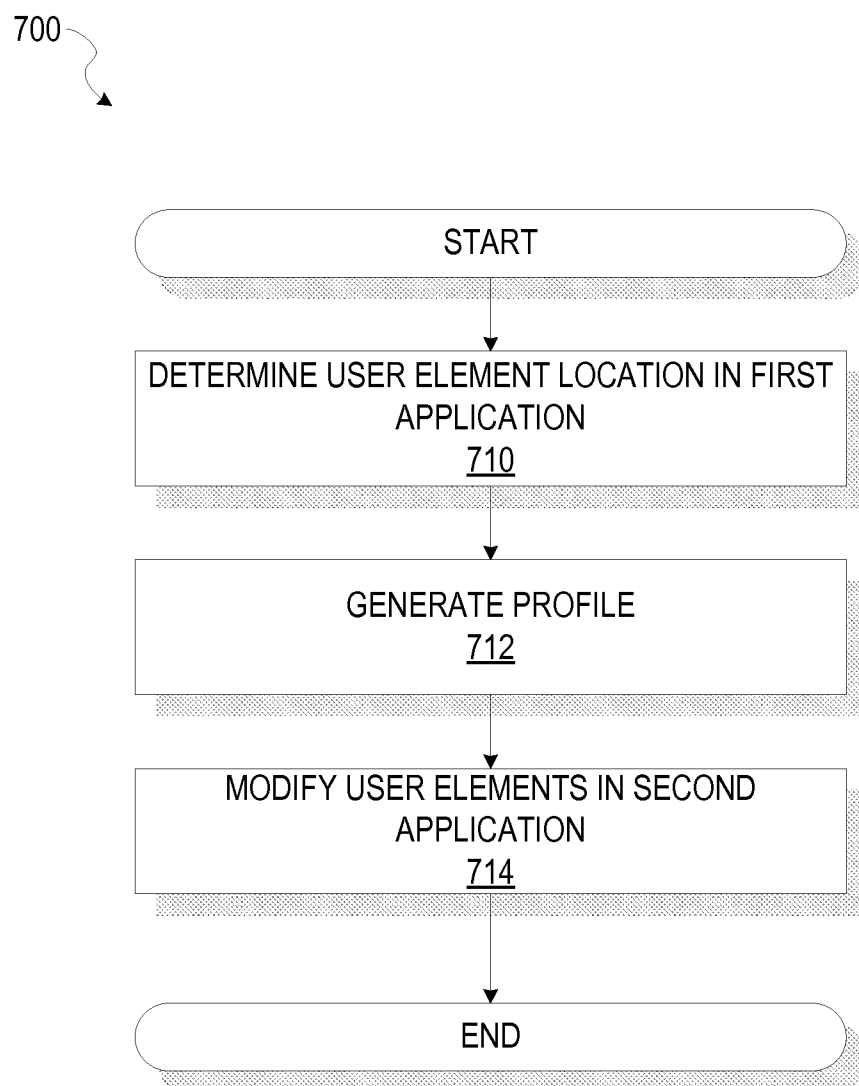 700
START
DETERMINE USER ELEMENT LOCATION IN FIRST
APPLICATION
710
GENERATE PROFILE
712
MODIFY USER ELEMENTS IN SECOND
APPLICATION
714
END